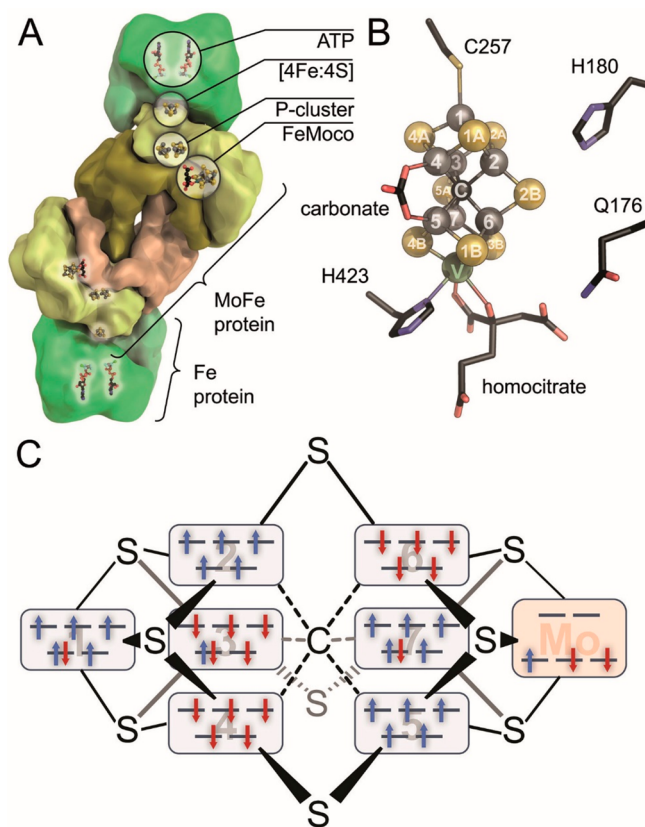 A
ATP
[4Fe:4S]
P-cluster
FeMoco
MoFe
protein
Fe
protein
B
C257
H180
1
4A
1A
2A
4
3
2
5A
C
2B
carbonate
5
7
6
Q176
4B
1B
3B
V
H423
homocitrate
C
S
2
6
S
S
1
S
3
C
7
S
Mo
S
4
5
S
S
S